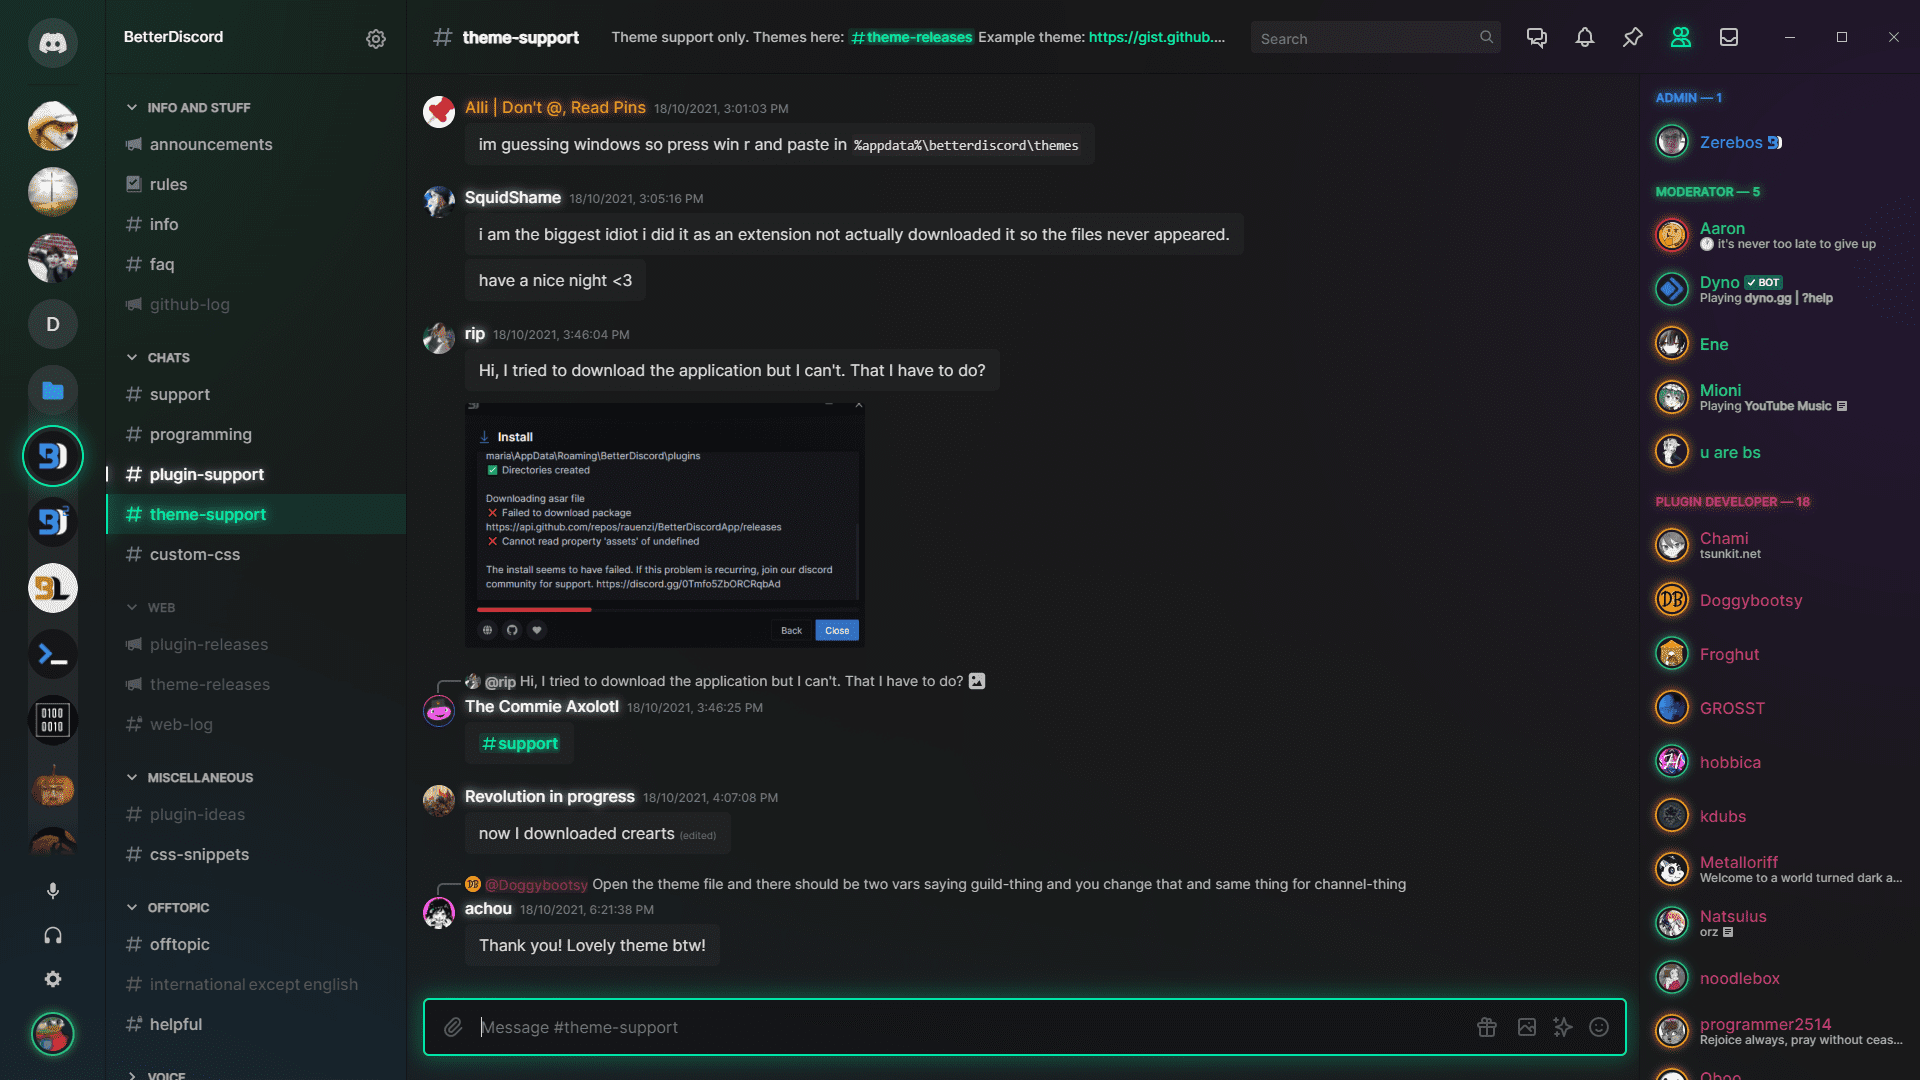 BetterDiscord
theme-support
Theme support only. Themes here: #theme-releases Example theme: https://gist.github....
Search
D
INFO AND STUFF
announcements
rules
info
faq
github-log
CHATS
support
programming
plugin-support
theme-support
custom-css
WEB
plugin-releases
theme-releases
web-log
MISCELLANEOUS
plugin-ideas
css-snippets
OFFTOPIC
offtopic
international except english
helpful
VOICE
0100
0010
Alli | Don't @, Read Pins 18/10/2021, 3:01:03 PM
im guessing windows so press win r and paste in %appdata%\betterdiscord\themes
SquidShame 18/10/2021, 3:05:16 PM
i am the biggest idiot i did it as an extension not actually downloaded it so the files never appeared.
have a nice night <3
rip 18/10/2021, 3:46:04 PM
Hi, I tried to download the application but I can't. That I have to do?
Install
maria\AppData\Roaming\BetterDiscord\plugins
Directories created
Downloading asar file
Failed to download package
https://api.github.com/repos/rauenzi/BetterDiscordApp/releases
Cannot read property 'assets' of undefined
The install seems to have failed. If this problem is recurring, join our discord
community for support. https://discord.gg/0Tmfo5ZbORCRqbAd
Back Close
@rip Hi, I tried to download the application but I can't. That I have to do?
The Commie Axolotl 18/10/2021, 3:46:25 PM
#support
Revolution in progress 18/10/2021, 4:07:08 PM
now I downloaded crearts (edited)
@Doggybootsy Open the theme file and there should be two vars saying guild-thing and you change that and same thing for channel-thing
achou 18/10/2021, 6:21:38 PM
Thank you! Lovely theme btw!
Message #theme-support
ADMIN — 1
Zerebos
MODERATOR — 5
Aaron
it's never too late to give up
Dyno BOT
Playing dyno.gg | ?help
Ene
Mioni
Playing YouTube Music
u are bs
PLUGIN DEVELOPER — 18
Chami
tsunkit.net
DB
Doggybootsy
Froghut
GROSST
hobbica
kdubs
Metalloriff
Welcome to a world turned dark a...
Natsulus
orz
noodlebox
programmer2514
Rejoice always, pray without ceas...